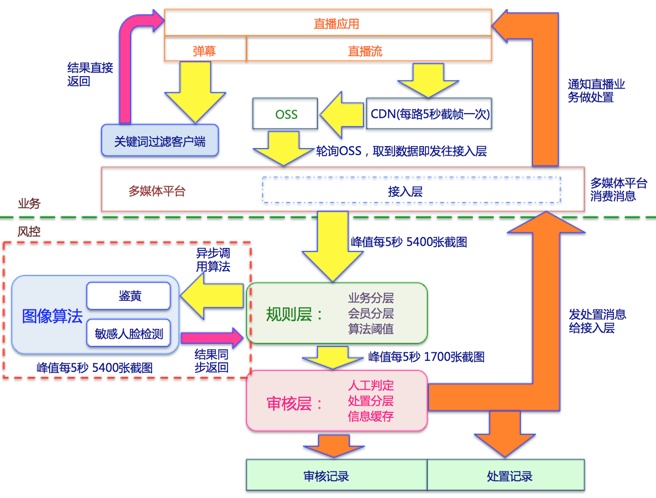 直播应用
弹幕
直播流
结果直接
返回
通知直播业
务做处置
OSS
CDN(每路5秒截帧一次)
关键词过滤客户端
轮询OSS，取到数据即发往接入层
多媒体平台
接入层
多媒体平台
消费消息
业务
风控
峰值每5秒 5400张截图
异步调
用算法
图像算法
鉴黄
敏感人脸检测
规则层：
业务分层
会员分层
算法阈值
发处置消息
给接入层
结果同
步返回
峰值每5秒 5400张截图
峰值每5秒 1700张截图
审核层：
人工判定
处置分层
信息缓存
审核记录
处置记录